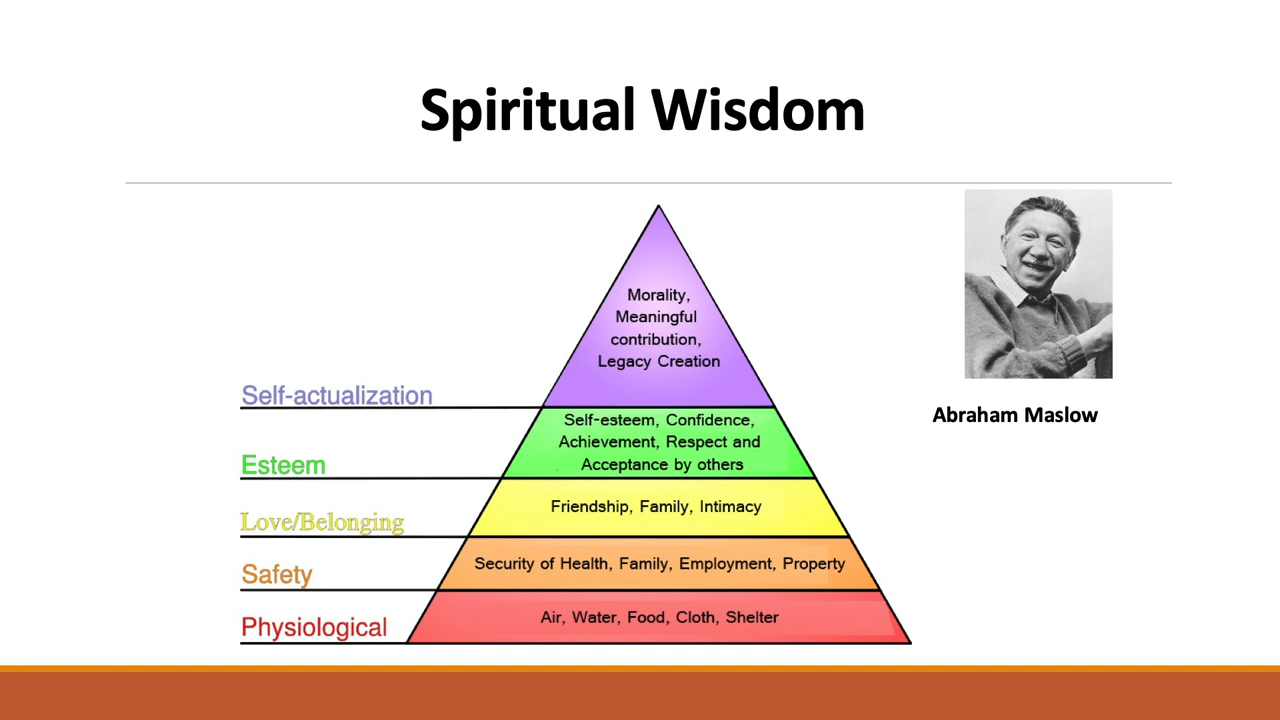 Spiritual Wisdom
Morality,
Meaningful
contribution,
Legacy Creation
Self-actualization
Self-esteem, Confidence,
Achievement, Respect and
Acceptance by others
Esteem
Friendship, Family, Intimacy
Love/Belonging
Security of Health, Family, Employment, Property
Safety
Air, Water, Food, Cloth, Shelter
Physiological
Abraham Maslow